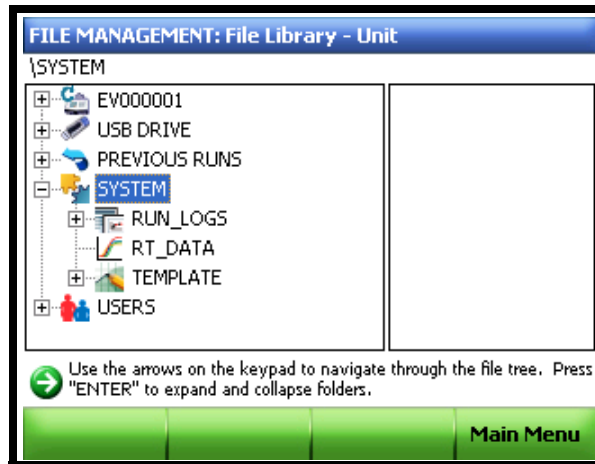 FILE MANAGEMENT: File Library - Unit
\SYSTEM
EV000001
USB DRIVE
PREVIOUS RUNS
SYSTEM
RUN_LOGS
RT_DATA
TEMPLATE
USERS
Use the arrows on the keypad to navigate through the file tree. Press
"ENTER" to expand and collapse folders.
Main Menu